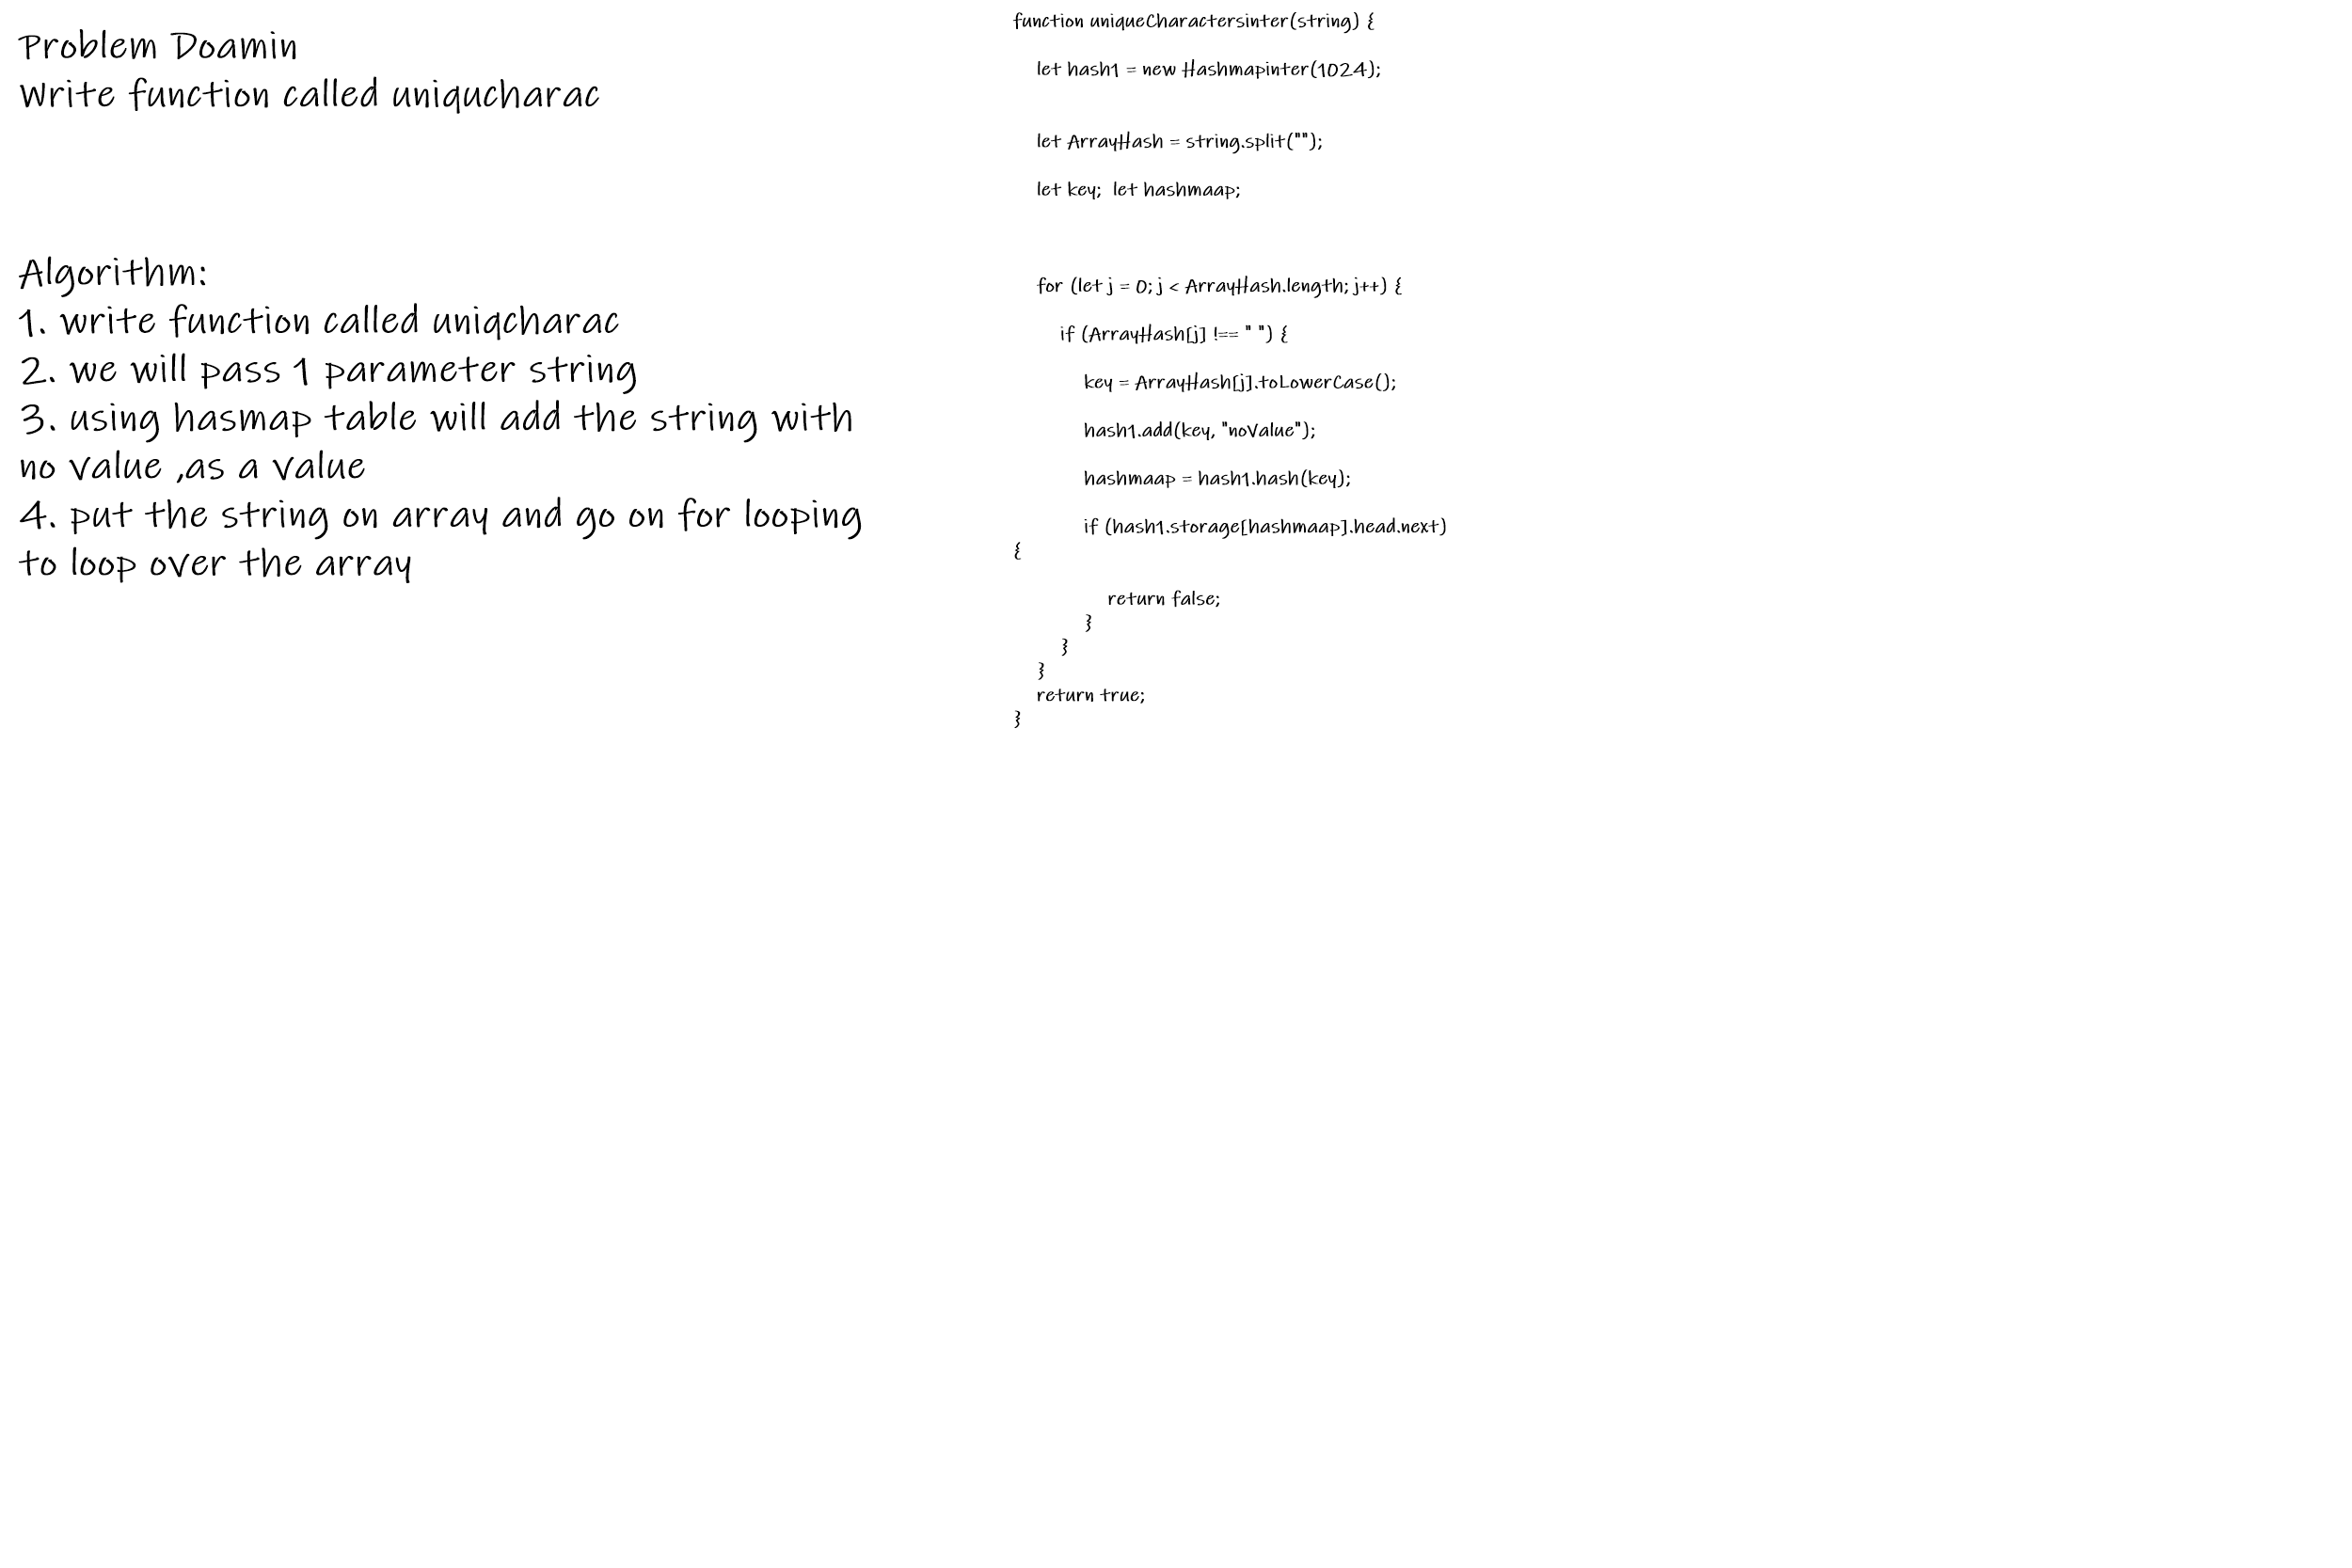 Problem Doamin
Write function called uniqucharac
Algorithm:
1. write function called uniqcharac
2. we will pass 1 parameter string
3. using hasmap table will add the string with
no value ,as a value
4. put the string on array and go on for looping
to loop over the array
function uniqueCharactersinter(string) {
let hash1 = new Hashmapinter(1024);
let ArrayHash = string.split("");
let key;  let hashmaap;
for (let j = 0; j < ArrayHash.length; j++) {
if (ArrayHash[j] !== " ") {
key = ArrayHash[j].toLowerCase();
hash1.add(key, "noValue");
hashmaap = hash1.hash(key);
if (hash1.storage[hashmaap].head.next)
{
return false;
}
}
}
return true;
}